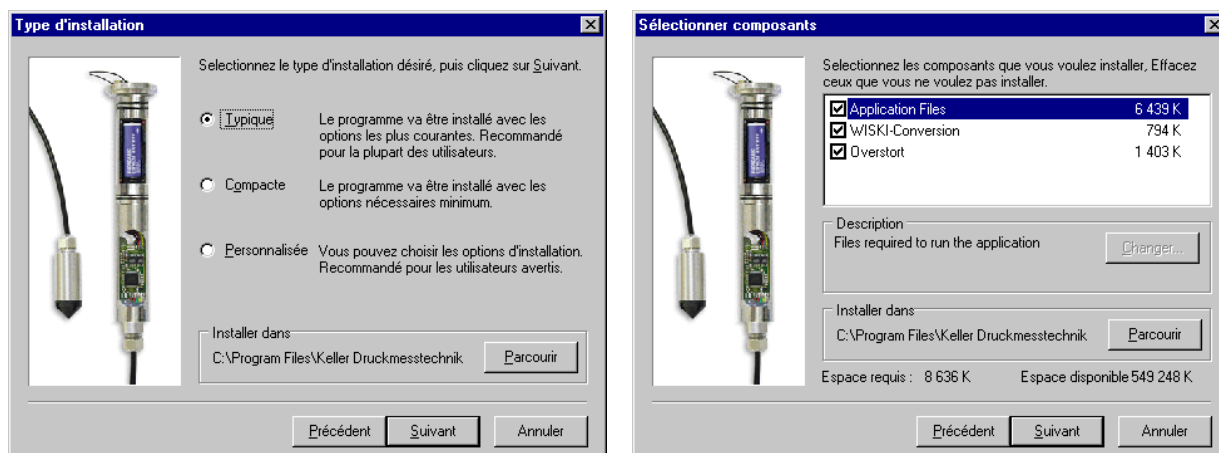 Type d'installation
Selectionnez le type d'installation désiré, puis cliquez sur Suivant.
Typique
Le programme va être installé avec les
options les plus courantes. Recommandé
pour la plupart des utilisateurs.
Compacte
Le programme va être installé avec les
options nécessaires minimum.
Personnalisée
Vous pouvez choisir les options d'installation.
Recommandé pour les utilisateurs avertis.
Installer dans
C:\Program Files\Keller Druckmesstechnik
Parcourir
Précédent
Suivant
Annuler
Sélectionner composants
Selectionnez les composants que vous voulez installer, Effacez
ceux que vous ne voulez pas installer.
Application Files 6 439 K
WISKI-Conversion 794 K
Overstort 1 403 K
Description
Files required to run the application
Changer...
Installer dans
C:\Program Files\Keller Druckmesstechnik
Parcourir
Espace requis : 8 636 K Espace disponible 549 248 K
Précédent
Suivant
Annuler